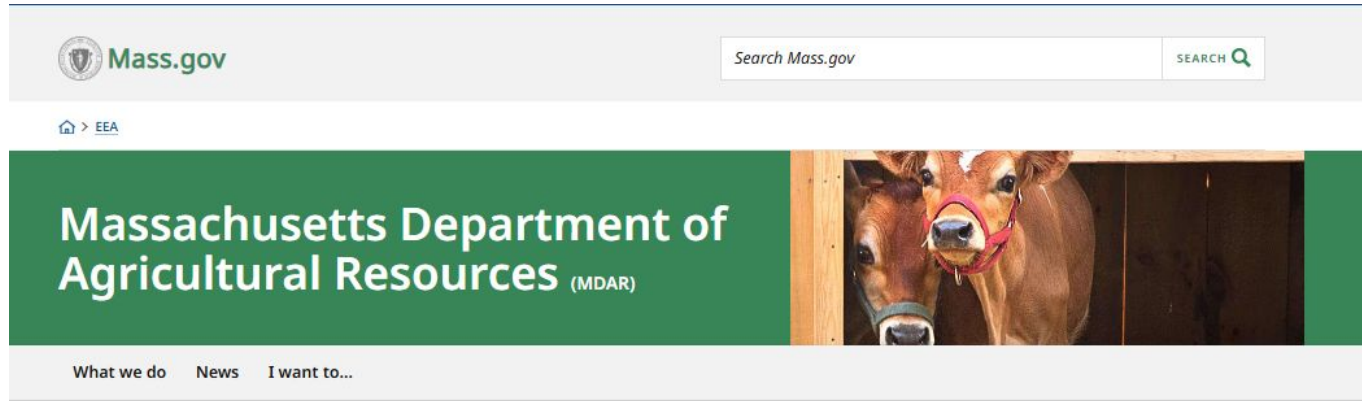 Mass.gov
Search Mass.gov
SEARCH
> EEA
Massachusetts Department of
Agricultural Resources (MDAR)
What we do News I want to...